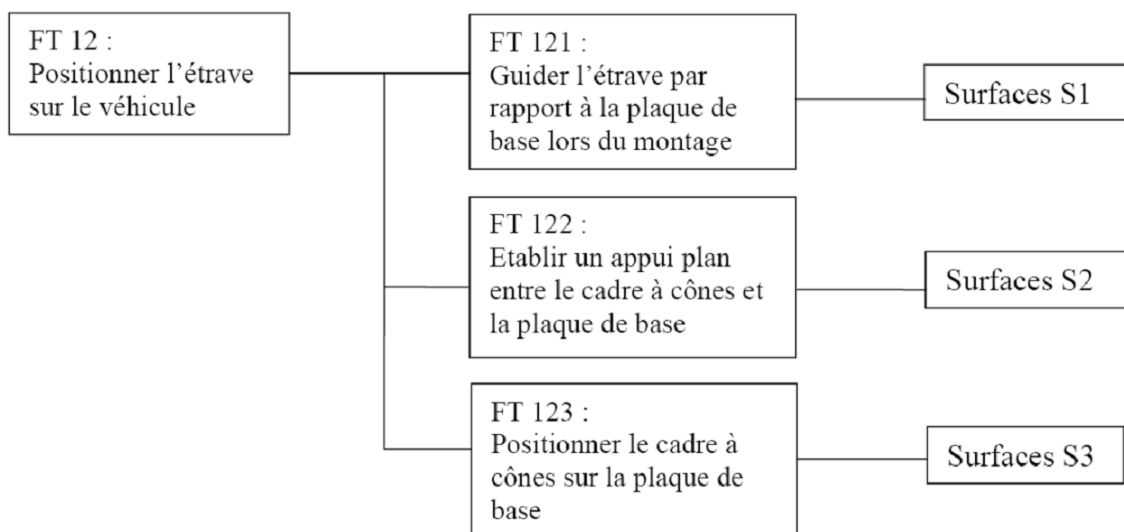 FT 12 :
Positionner l'étrave
sur le véhicule
FT 121 :
Guider l'étrave par
rapport à la plaque de
base lors du montage
Surfaces S1
FT 122 :
Etablir un appui plan
entre le cadre à cônes et
la plaque de base
Surfaces S2
FT 123 :
Positionner le cadre à
cônes sur la plaque de
base
Surfaces S3